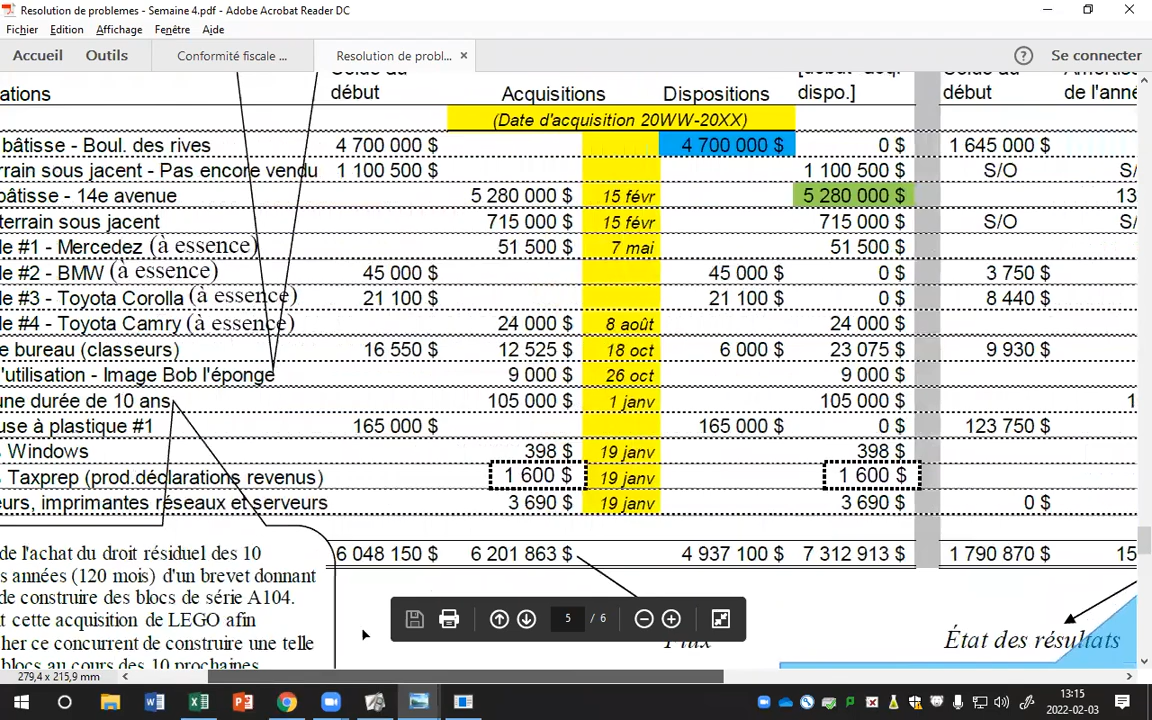 Resolution de problemes - Semaine 4.pdf - Adobe Acrobat Reader DC
Fichier Edition Affichage Fenêtre Aide
Accueil Outils Conformité fiscale ... Resolution de probl... × Se connecter
ations début Acquisitions Dispositions dispo.] début de l'anné
(Date d'acquisition 20WW-20XX)
bâtisse - Boul. des rives 4 700 000 $ 4 700 000 $ 0 $ 1 645 000 $
rrain sous jacent - Pas encore vendu 1 100 500 $ 1 100 500 $ S/O S/
bâtisse - 14e avenue 5 280 000 $ 15 févr 5 280 000 $ 13
terrain sous jacent 715 000 $ 15 févr 715 000 $ S/O S/
le #1 - Mercedez (à essence) 51 500 $ 7 mai 51 500 $
le #2 - BMW (à essence) 45 000 $ 45 000 $ 0 $ 3 750 $
le #3 - Toyota Corolla (à essence) 21 100 $ 21 100 $ 0 $ 8 440 $
le #4 - Toyota Camry (à essence) 24 000 $ 8 août 24 000 $
e bureau (classeurs) 16 550 $ 12 525 $ 18 oct 6 000 $ 23 075 $ 9 930 $
'utilisation - Image Bob l'éponge 9 000 $ 26 oct 9 000 $
une durée de 10 ans 105 000 $ 1 janv 105 000 $ 1
use à plastique #1 165 000 $ 165 000 $ 0 $ 123 750 $
Windows 398 $ 19 janv 398 $
Taxprep (prod.déclarations revenus) 1 600 $ 19 janv 1 600 $
eurs, imprimantes réseaux et serveurs 3 690 $ 19 janv 3 690 $ 0 $
6 048 150 $ 6 201 863 $ 4 937 100 $ 7 312 913 $ 1 790 870 $ 15
de l'achat du droit résiduel des 10
s années (120 mois) d'un brevet donnant
de construire des blocs de série A104.
t cette acquisition de LEGO afin
her ce concurrent de construire une telle
blocs au cours des 10 prochaines
5 / 6
Flux État des résultats
279,4 x 215,9 mm
13:15
2022-02-03